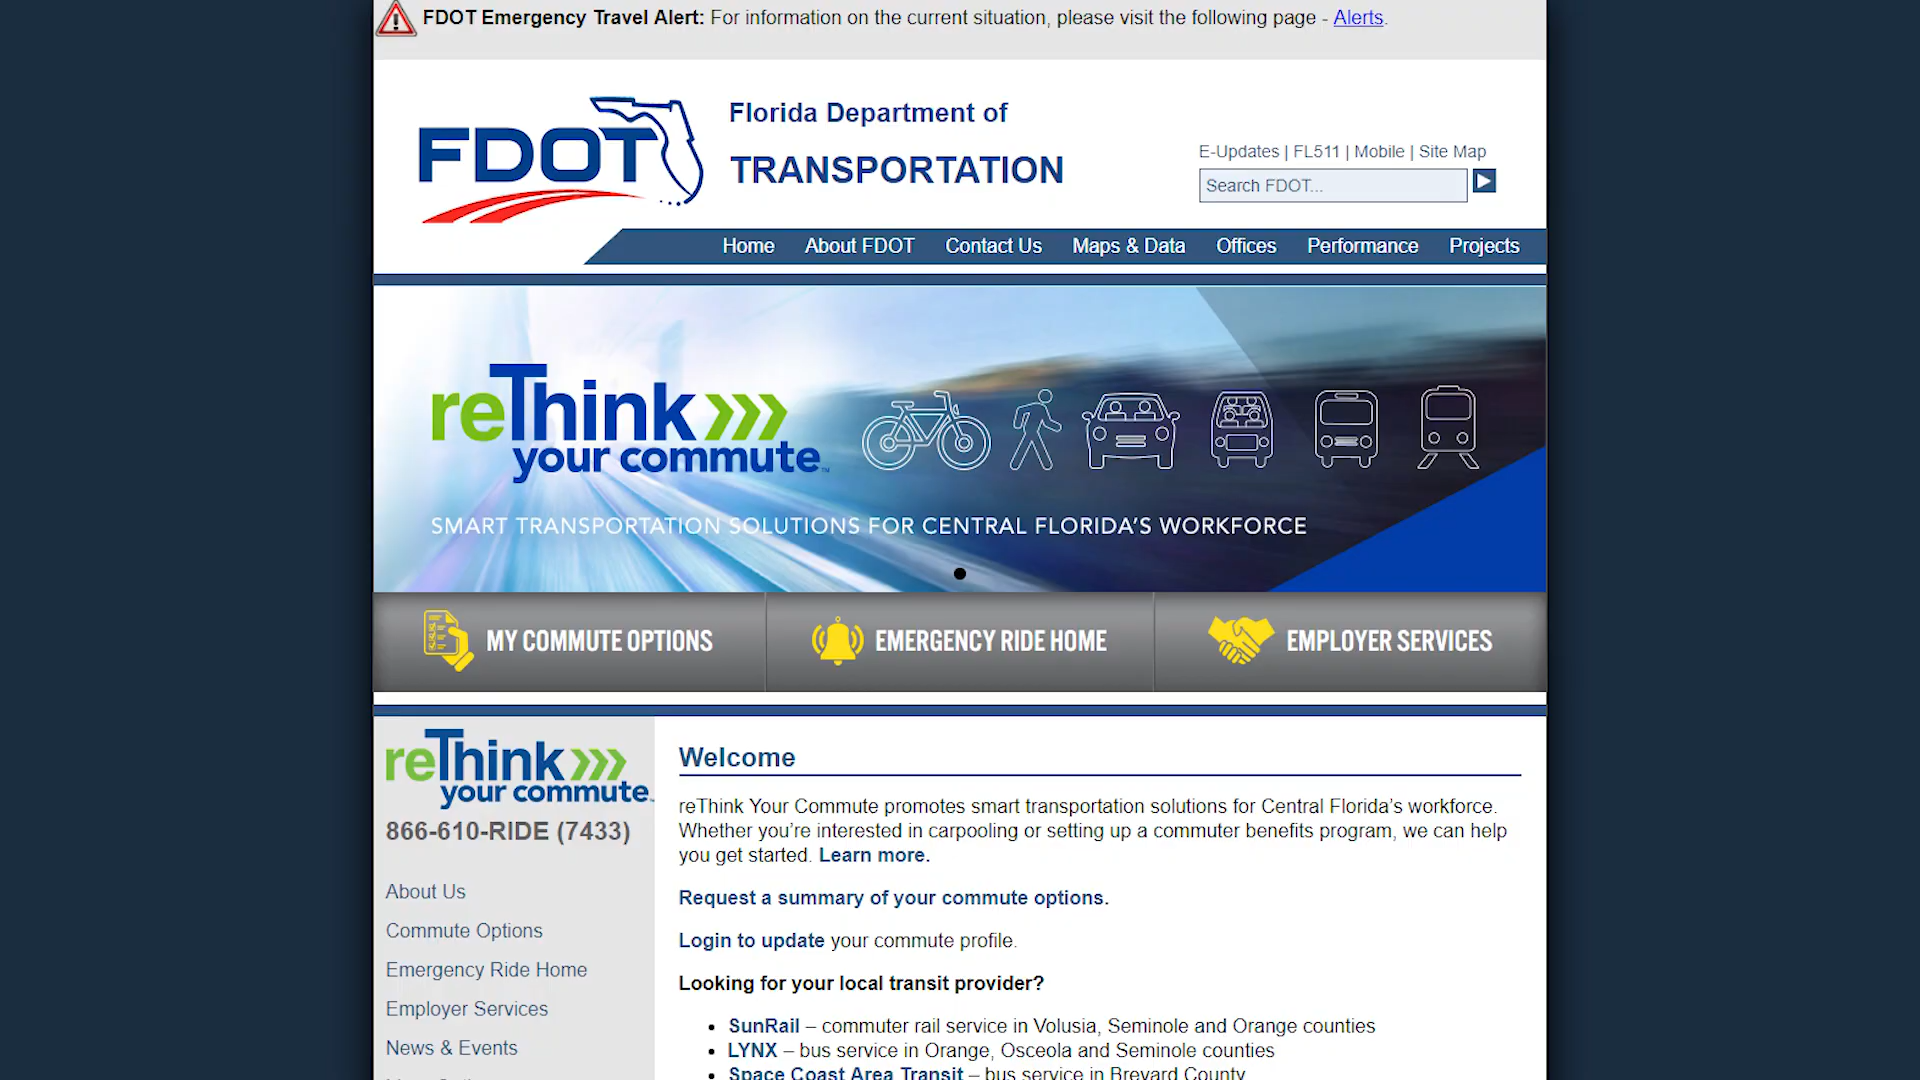 FDOT Emergency Travel Alert: For information on the current situation, please visit the following page - Alerts.
FDOT
Florida Department of
TRANSPORTATION
E-Updates | FL511 | Mobile | Site Map
Search FDOT...
Home About FDOT Contact Us Maps & Data Offices Performance Projects
reThink
your commute™
SMART TRANSPORTATION SOLUTIONS FOR CENTRAL FLORIDA'S WORKFORCE
MY COMMUTE OPTIONS
EMERGENCY RIDE HOME
EMPLOYER SERVICES
reThink
your commute
866-610-RIDE (7433)
About Us
Commute Options
Emergency Ride Home
Employer Services
News & Events
Welcome
reThink Your Commute promotes smart transportation solutions for Central Florida’s workforce.
Whether you’re interested in carpooling or setting up a commuter benefits program, we can help
you get started. Learn more.
Request a summary of your commute options.
Login to update your commute profile.
Looking for your local transit provider?
• SunRail – commuter rail service in Volusia, Seminole and Orange counties
• LYNX – bus service in Orange, Osceola and Seminole counties
• Space Coast Area Transit – bus service in Brevard County